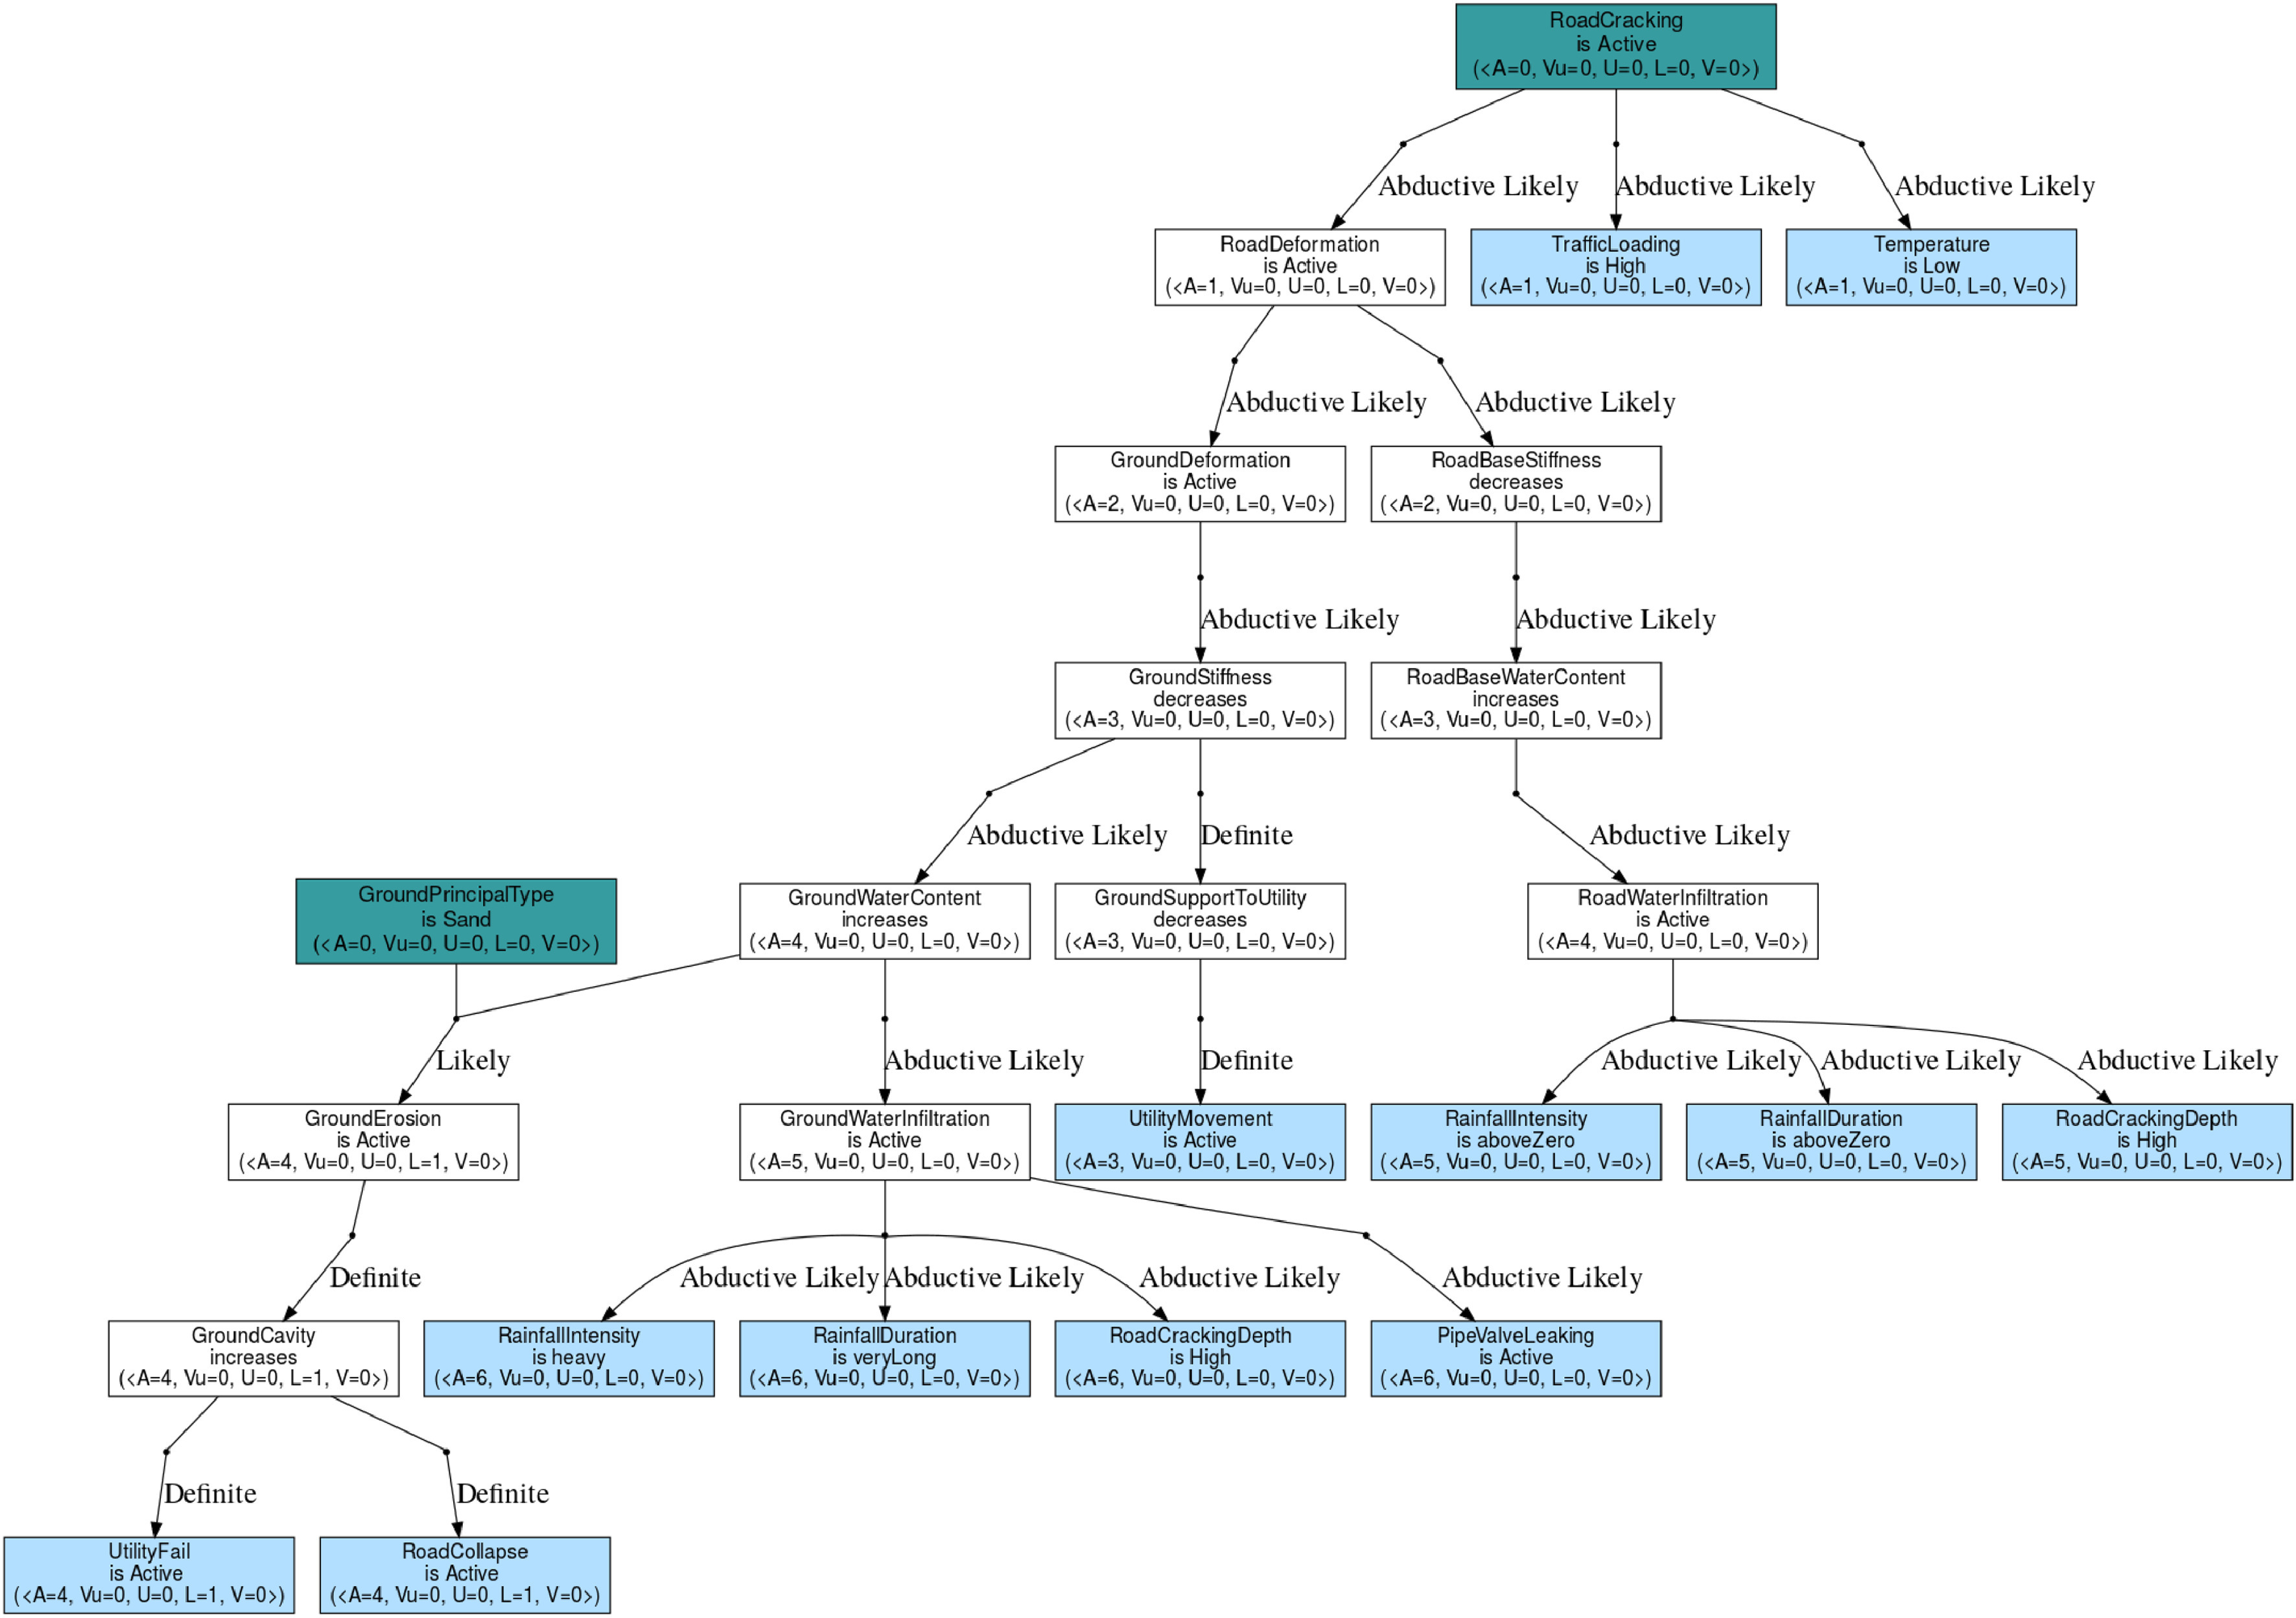 RoadCracking
is Active
(<A=0, Vu=0, U=0, L=0, V=0>)
Abductive Likely
Abductive Likely
Abductive Likely
RoadDeformation
is Active
(<A=1, Vu=0, U=0, L=0, V=0>)
TrafficLoading
is High
(<A=1, Vu=0, U=0, L=0, V=0>)
Temperature
is Low
(<A=1, Vu=0, U=0, L=0, V=0>)
Abductive Likely
Abductive Likely
GroundDeformation
is Active
(<A=2, Vu=0, U=0, L=0, V=0>)
RoadBaseStiffness
decreases
(<A=2, Vu=0, U=0, L=0, V=0>)
Abductive Likely
Abductive Likely
GroundStiffness
decreases
(<A=3, Vu=0, U=0, L=0, V=0>)
RoadBaseWaterContent
increases
(<A=3, Vu=0, U=0, L=0, V=0>)
Abductive Likely
Definite
Abductive Likely
GroundPrincipalType
is Sand
(<A=0, Vu=0, U=0, L=0, V=0>)
GroundWaterContent
increases
(<A=4, Vu=0, U=0, L=0, V=0>)
GroundSupportToUtility
decreases
(<A=3, Vu=0, U=0, L=0, V=0>)
RoadWaterInfiltration
is Active
(<A=4, Vu=0, U=0, L=0, V=0>)
Likely
Abductive Likely
Definite
Abductive Likely
Abductive Likely
Abductive Likely
GroundErosion
is Active
(<A=4, Vu=0, U=0, L=1, V=0>)
GroundWaterInfiltration
is Active
(<A=5, Vu=0, U=0, L=0, V=0>)
UtilityMovement
is Active
(<A=3, Vu=0, U=0, L=0, V=0>)
RainfallIntensity
is aboveZero
(<A=5, Vu=0, U=0, L=0, V=0>)
RainfallDuration
is aboveZero
(<A=5, Vu=0, U=0, L=0, V=0>)
RoadCrackingDepth
is High
(<A=5, Vu=0, U=0, L=0, V=0>)
Definite
Abductive Likely
Abductive Likely
Abductive Likely
Abductive Likely
GroundCavity
increases
(<A=4, Vu=0, U=0, L=1, V=0>)
RainfallIntensity
is heavy
(<A=6, Vu=0, U=0, L=0, V=0>)
RainfallDuration
is veryLong
(<A=6, Vu=0, U=0, L=0, V=0>)
RoadCrackingDepth
is High
(<A=6, Vu=0, U=0, L=0, V=0>)
PipeValveLeaking
is Active
(<A=6, Vu=0, U=0, L=0, V=0>)
Definite
Definite
UtilityFail
is Active
(<A=4, Vu=0, U=0, L=1, V=0>)
RoadCollapse
is Active
(<A=4, Vu=0, U=0, L=1, V=0>)